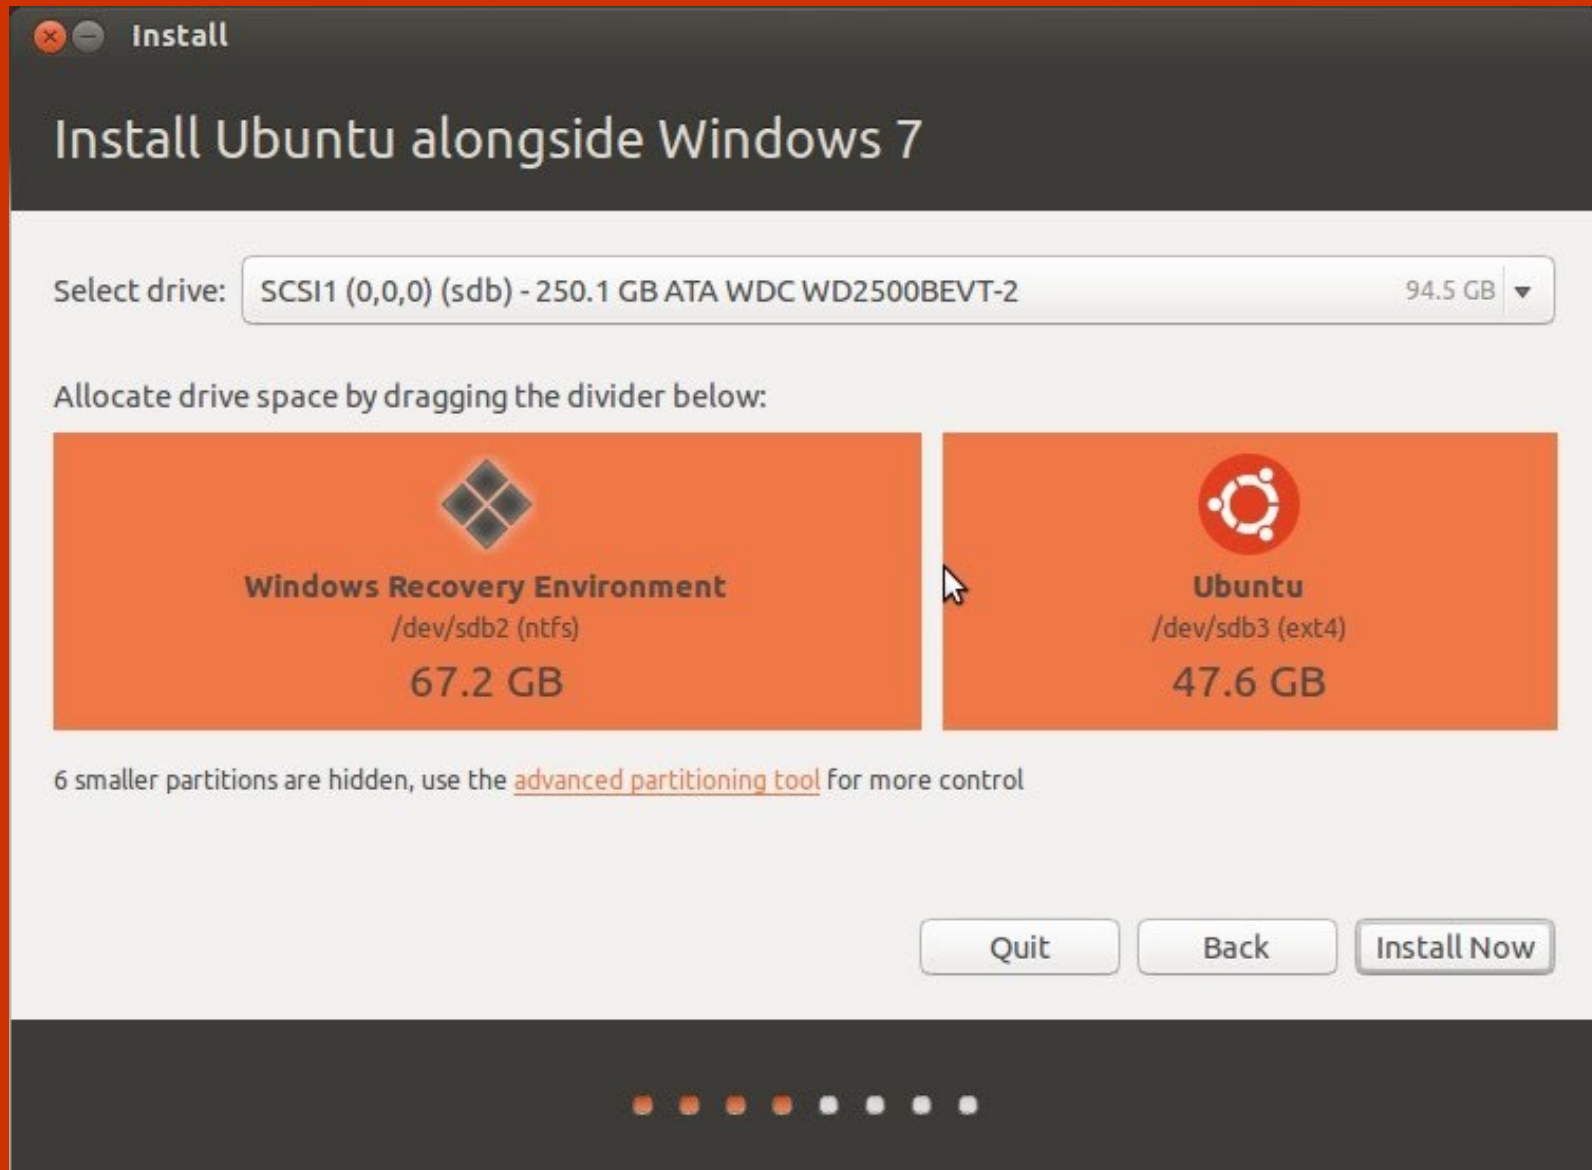 Install
Install Ubuntu alongside Windows 7
Select drive: SCSI1 (0,0,0) (sdb) - 250.1 GB ATA WDC WD2500BEVT-2 94.5 GB
Allocate drive space by dragging the divider below:
Windows Recovery Environment
/dev/sdb2 (ntfs)
67.2 GB
Ubuntu
/dev/sdb3 (ext4)
47.6 GB
6 smaller partitions are hidden, use the advanced partitioning tool for more control
Quit Back Install Now